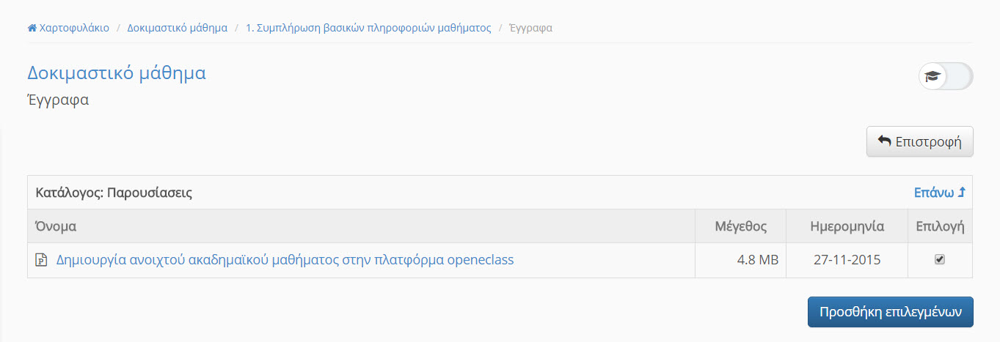 Χαρτοφυλάκιο / Δοκιμαστικό μάθημα / 1. Συμπλήρωση βασικών πληροφοριών μαθήματος / Έγγραφα
Δοκιμαστικό μάθημα
Έγγραφα
Επιστροφή
Κατάλογος: Παρουσίασεις Επάνω
Όνομα Μέγεθος Ημερομηνία Επιλογή
Δημιουργία ανοιχτού ακαδημαϊκού μαθήματος στην πλατφόρμα openeclass 4.8 MB 27-11-2015
Προσθήκη επιλεγμένων